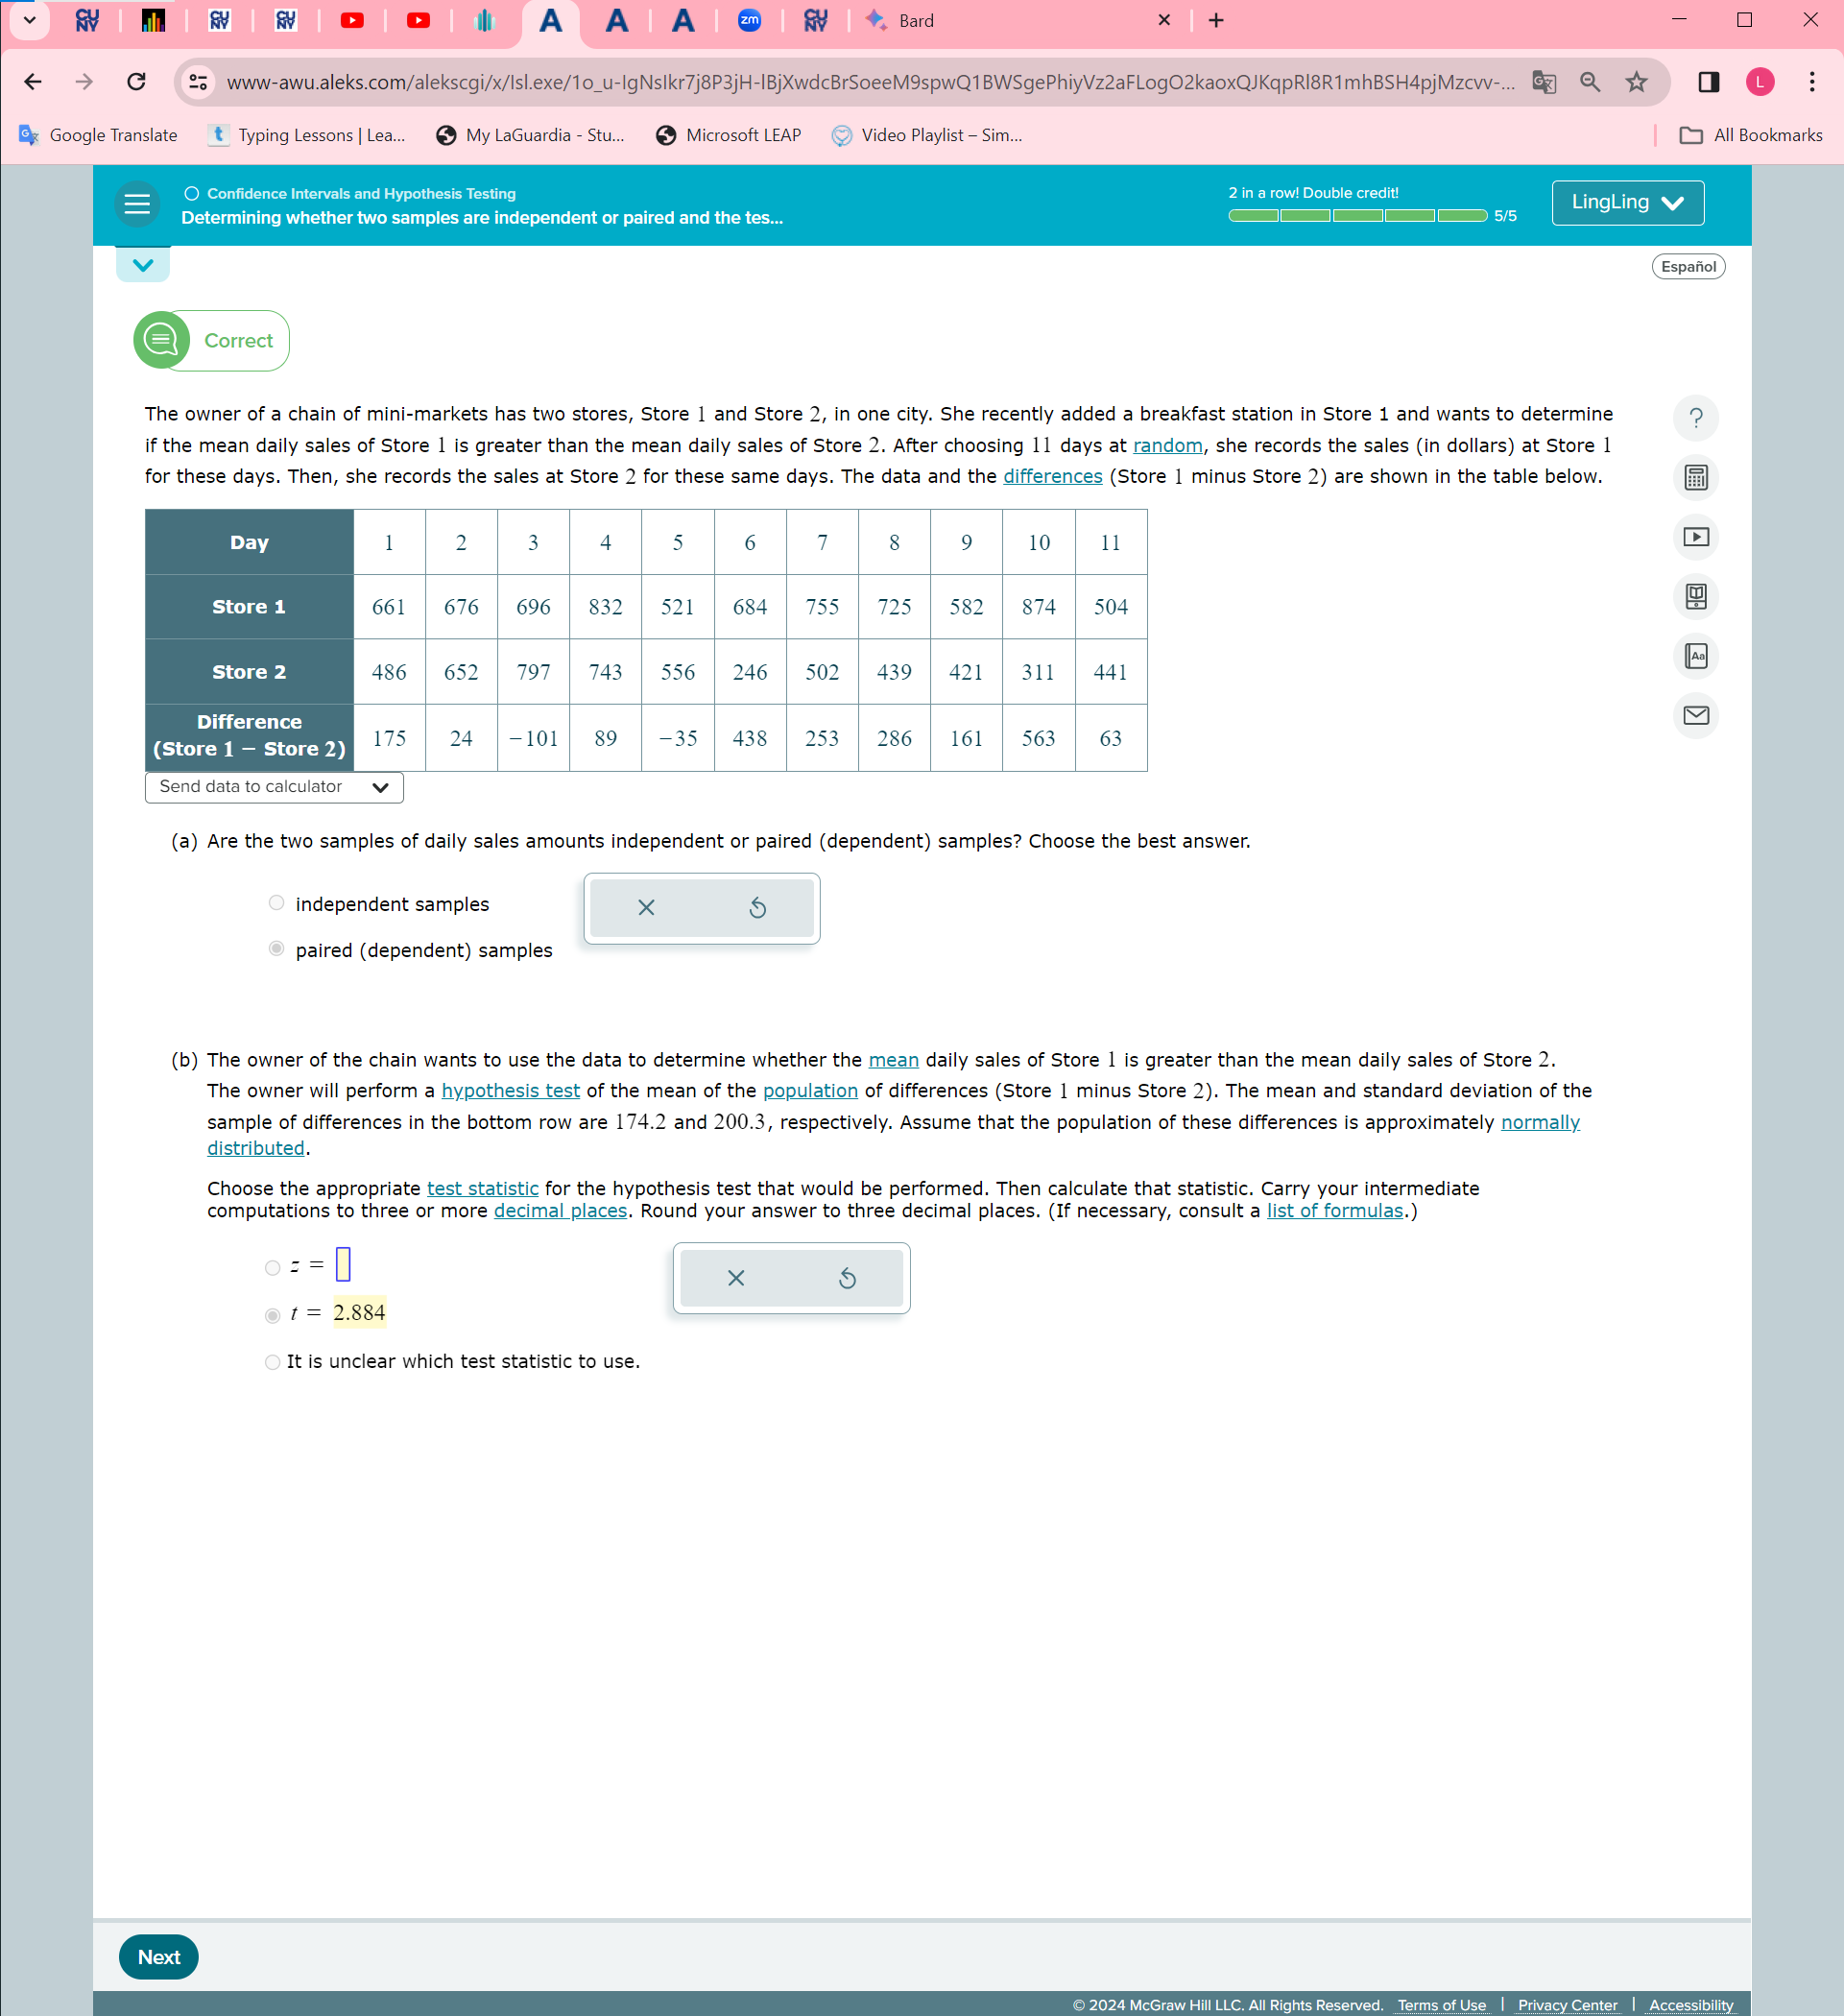 CU NY CU NY CU NY A A A zm CU NY Bard
www-awu.aleks.com/alekscgi/x/Isl.exe/1o_u-IgNsIkr7j8P3jH-lBjXwdcBrSoeeM9spwQ1BWSgePhiyVz2aFLogO2kaoxQJKqpRl8R1mhBSH4pjMzcvv-... L
Google Translate t Typing Lessons | Lea... My LaGuardia - Stu... Microsoft LEAP Video Playlist – Sim... All Bookmarks
Confidence Intervals and Hypothesis Testing
Determining whether two samples are independent or paired and the tes...
2 in a row! Double credit!
5/5
LingLing
Español
Correct
The owner of a chain of mini-markets has two stores, Store 1 and Store 2, in one city. She recently added a breakfast station in Store 1 and wants to determine
if the mean daily sales of Store 1 is greater than the mean daily sales of Store 2. After choosing 11 days at random, she records the sales (in dollars) at Store 1
for these days. Then, she records the sales at Store 2 for these same days. The data and the differences (Store 1 minus Store 2) are shown in the table below.
Day 1 2 3 4 5 6 7 8 9 10 11
Store 1 661 676 696 832 521 684 755 725 582 874 504
Store 2 486 652 797 743 556 246 502 439 421 311 441
Difference
(Store 1 − Store 2) 175 24 −101 89 −35 438 253 286 161 563 63
Send data to calculator
?
Aa
(a) Are the two samples of daily sales amounts independent or paired (dependent) samples? Choose the best answer.
independent samples
paired (dependent) samples
(b) The owner of the chain wants to use the data to determine whether the mean daily sales of Store 1 is greater than the mean daily sales of Store 2.
The owner will perform a hypothesis test of the mean of the population of differences (Store 1 minus Store 2). The mean and standard deviation of the
sample of differences in the bottom row are 174.2 and 200.3, respectively. Assume that the population of these differences is approximately normally
distributed.
Choose the appropriate test statistic for the hypothesis test that would be performed. Then calculate that statistic. Carry your intermediate
computations to three or more decimal places. Round your answer to three decimal places. (If necessary, consult a list of formulas.)
z =
t = 2.884
It is unclear which test statistic to use.
Next
© 2024 McGraw Hill LLC. All Rights Reserved. Terms of Use | Privacy Center | Accessibility